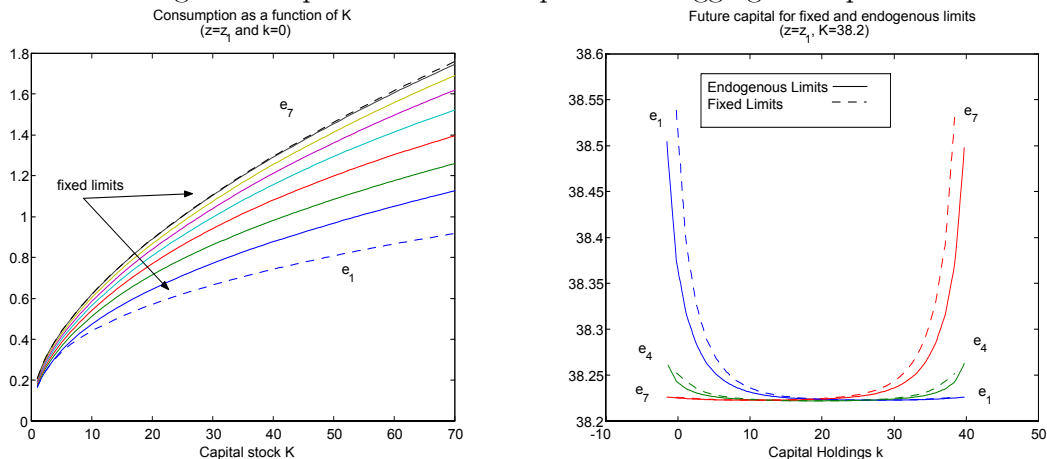 Consumption as a function of K
(z=z1 and k=0)
1.8
1.6
1.4
1.2
1
0.8
0.6
0.4
0.2
0
e7
fixed limits
e1
0 10 20 30 40 50 60 70
Capital stock K
Future capital for fixed and endogenous limits
(z=z1, K=38.2)
38.6
38.55
38.5
38.45
38.4
38.35
38.3
38.25
38.2
Endogenous Limits
Fixed Limits
e1
e7
e4
e4
e7
e1
-10 0 10 20 30 40 50
Capital Holdings k